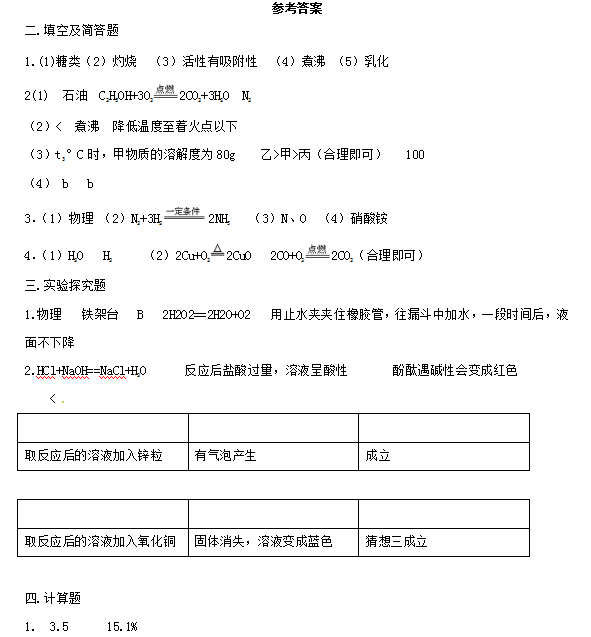 参考答案
二.填空及简答题
1.(1)糖类(2) 灼烧 (3)活性有吸附性 (4)煮沸 (5)乳化
2(1) 石油 C₂H₅OH+3O₂ 点燃 2CO₂+3H₂O N₂
(2)< 煮沸 降低温度至着火点以下
(3)t₃°C时,甲物质的溶解度为80g 乙>甲>丙(合理即可) 100
(4) b b
3.(1)物理 (2)N₂+3H₂ 一定条件 2NH₃ (3)N、O (4)硝酸铵
4.(1)H₂O H₂ (2)2Cu+O₂ △ 2CuO 2CO+O₂ 点燃 2CO₂(合理即可)
三.实验探究题
1.物理 铁架台 B 2H2O2==2H2O+O2 用止水夹夹住橡胶管,往漏斗中加水,一段时间后,液
面不下降
2.HCl+NaOH==NaCl+H₂O 反应后盐酸过量,溶液呈酸性 酚酞遇碱性会变成红色
<.
取反应后的溶液加入锌粒 有气泡产生 成立
取反应后的溶液加入氧化铜 固体消失,溶液变成蓝色 猜想三成立
四.计算题
1. 3.5 15.1%